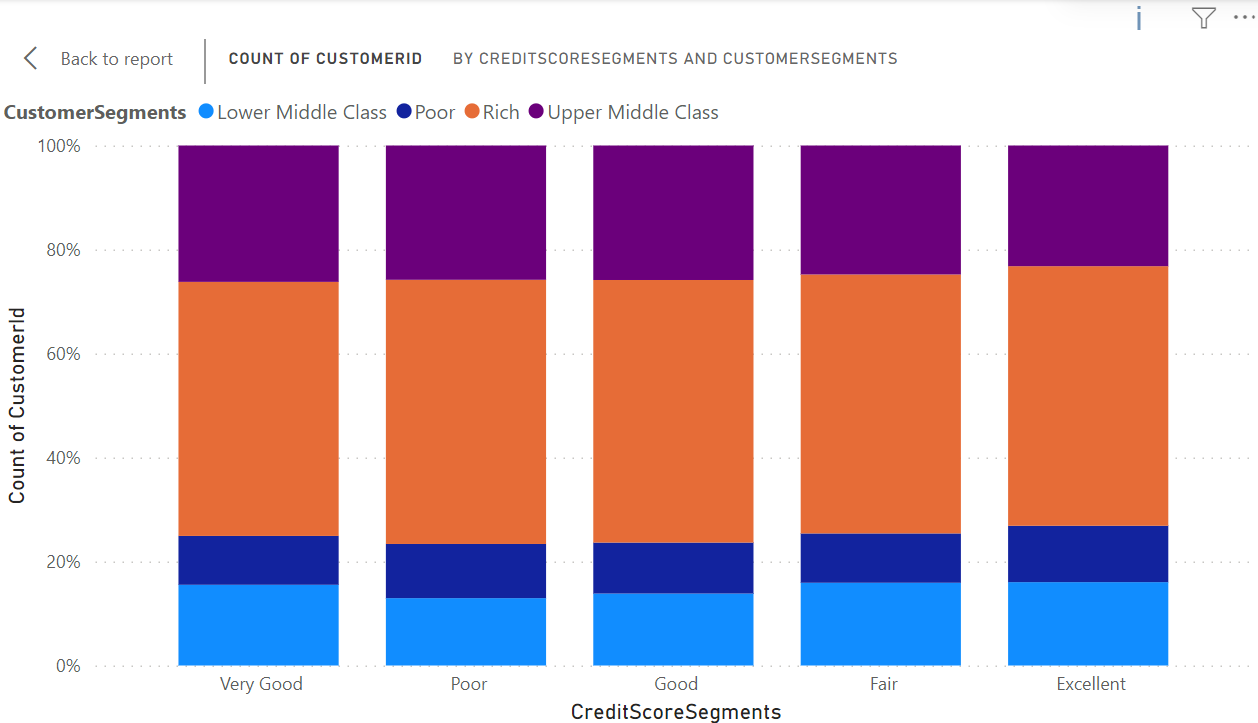 i
Back to report COUNT OF CUSTOMERID BY CREDITSCORESEGMENTS AND CUSTOMERSEGMENTS
CustomerSegments Lower Middle Class Poor Rich Upper Middle Class
100%
80%
60%
40%
20%
0%
Count of CustomerId
Very Good Poor Good Fair Excellent
CreditScoreSegments